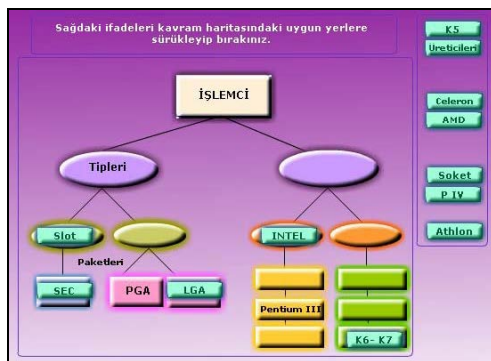 Sağdaki ifadeleri kavram haritasındaki uygun yerlere
sürükleyip bırakınız.
K5
Ureticileri
İŞLEMCİ
Celeron
AMD
Tipleri
Soket
P IV
Slot
INTEL
Athlon
Paketleri
SEC
PGA
LGA
Pentium III
K6- K7